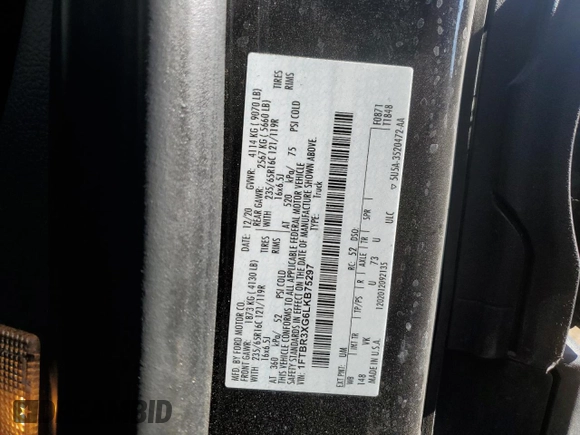 MFD. BY FORD MOTOR CO.
12/20
GVWR: 4114 KG ( 9070 LB)
FRONT GAWR: 1873 KG ( 4130 LB)
REAR GAWR: 2567 KG ( 5660 LB)
WITH 235/65R16C 121/119R TIRES
WITH 235/65R16C 121/119R TIRES
16x6.5J RIMS
16x6.5J RIMS
AT 360 kPa/ 52 PSI COLD
AT 520 kPa/ 75 PSI COLD
THIS VEHICLE CONFORMS TO ALL APPLICABLE FEDERAL MOTOR VEHICLE
SAFETY STANDARDS IN EFFECT ON THE DATE OF MANUFACTURE SHOWN ABOVE.
VIN: 1FTBR3XG6LKB75297
TYPE: Truck
EXT PNT: UM RC: 52 DSO: F0871
WB INT TR TP/PS R AXLE TR SPR T1848
148 VK U 73 U ULC
MADE IN U.S.A. 120201209213S ▽ 5U5A-3520472-AA
BID